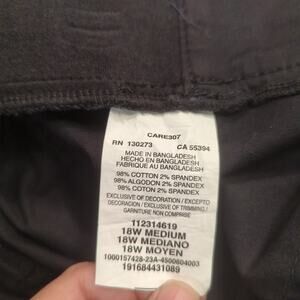 CARE307
RN 130273 CA 55394
MADE IN BANGLADESH
HECHO EN BANGLADESH
FABRIQUE AU BANGLADESH
98% COTTON 2% SPANDEX
98% ALGODON 2% SPANDEX
98% COTON 2% SPANDEX
EXCLUSIVE OF DECORATION / EXCEPTO
DECORACION / EXCLUSIVE OF TRIMMING /
GARNITURE NON COMPRISE
112314619
18W MEDIUM
18W MEDIANO
18W MOYEN
1000157428-23A-4500604003
191684431089